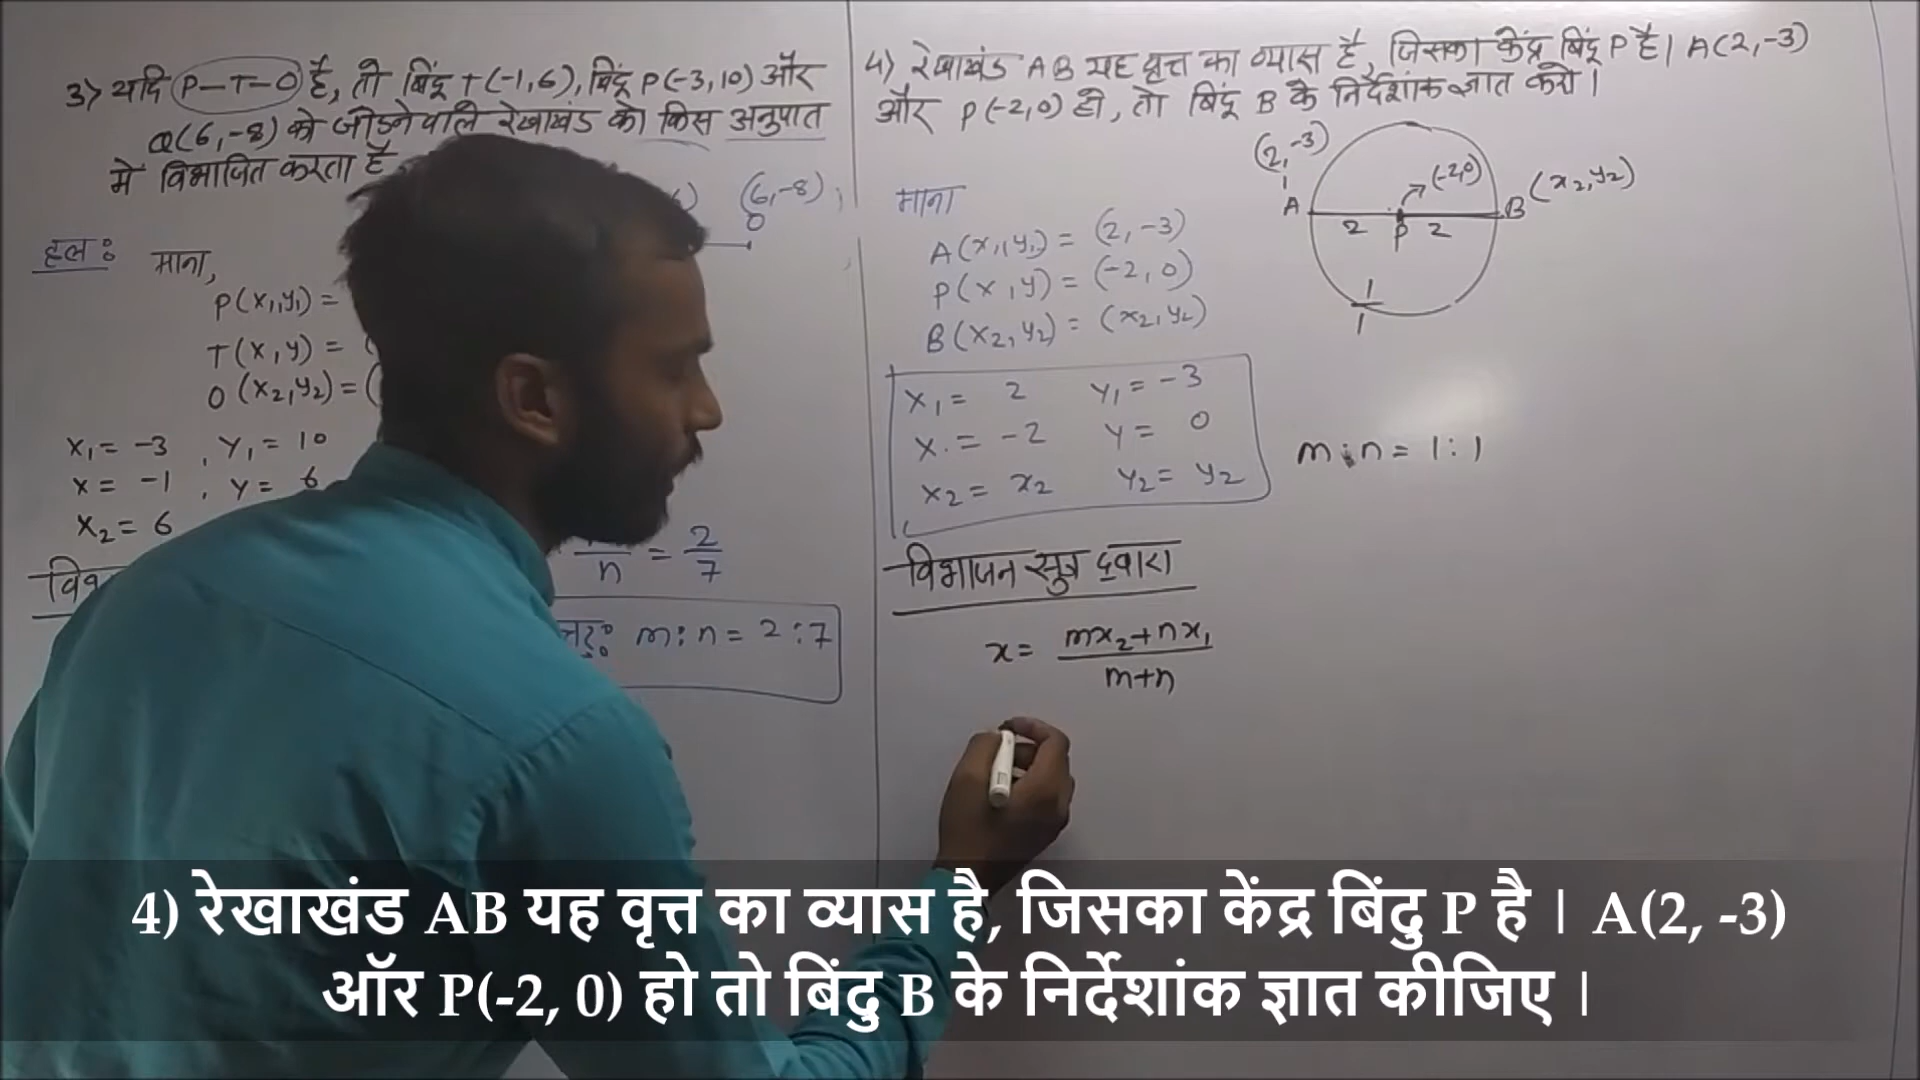 3) यदि P-T-Q है, तो बिंदू T(-1,6), बिंदू P(-3,10) और
Q(6,-8) को जोडनेवाले रेखाखंड को किस अनुपात
में विभाजित करता है
(6,-8)
हल : माना,
P(x₁,y₁) =
T(x,y) =
Q(x₂,y₂) =
x₁ = -3 , y₁ = 10
x = -1 , y = 6
x₂ = 6
n = 2/7
m:n = 2:7
4) रेखाखंड AB यह वृत्त का व्यास है, जिसका केंद्र बिंदू P है। A(2,-3)
और P(-2,0) हो, तो बिंदू B के निर्देशांक ज्ञात करो।
(2,-3)
(-2,0)
A
B (x₂,y₂)
2 P 2
1
1
माना
A(x₁,y₁) = (2,-3)
P(x,y) = (-2,0)
B(x₂,y₂) = (x₂,y₂)
x₁ = 2 y₁ = -3
x = -2 y = 0
x₂ = x₂ y₂ = y₂
m:n = 1:1
विभाजन सुत्र द्वारा
x = mx₂+nx₁ / m+n
4) रेखाखंड AB यह वृत्त का व्यास है, जिसका केंद्र बिंदु P है | A(2, -3)
ऑर P(-2, 0) हो तो बिंदु B के निर्देशांक ज्ञात कीजिए |